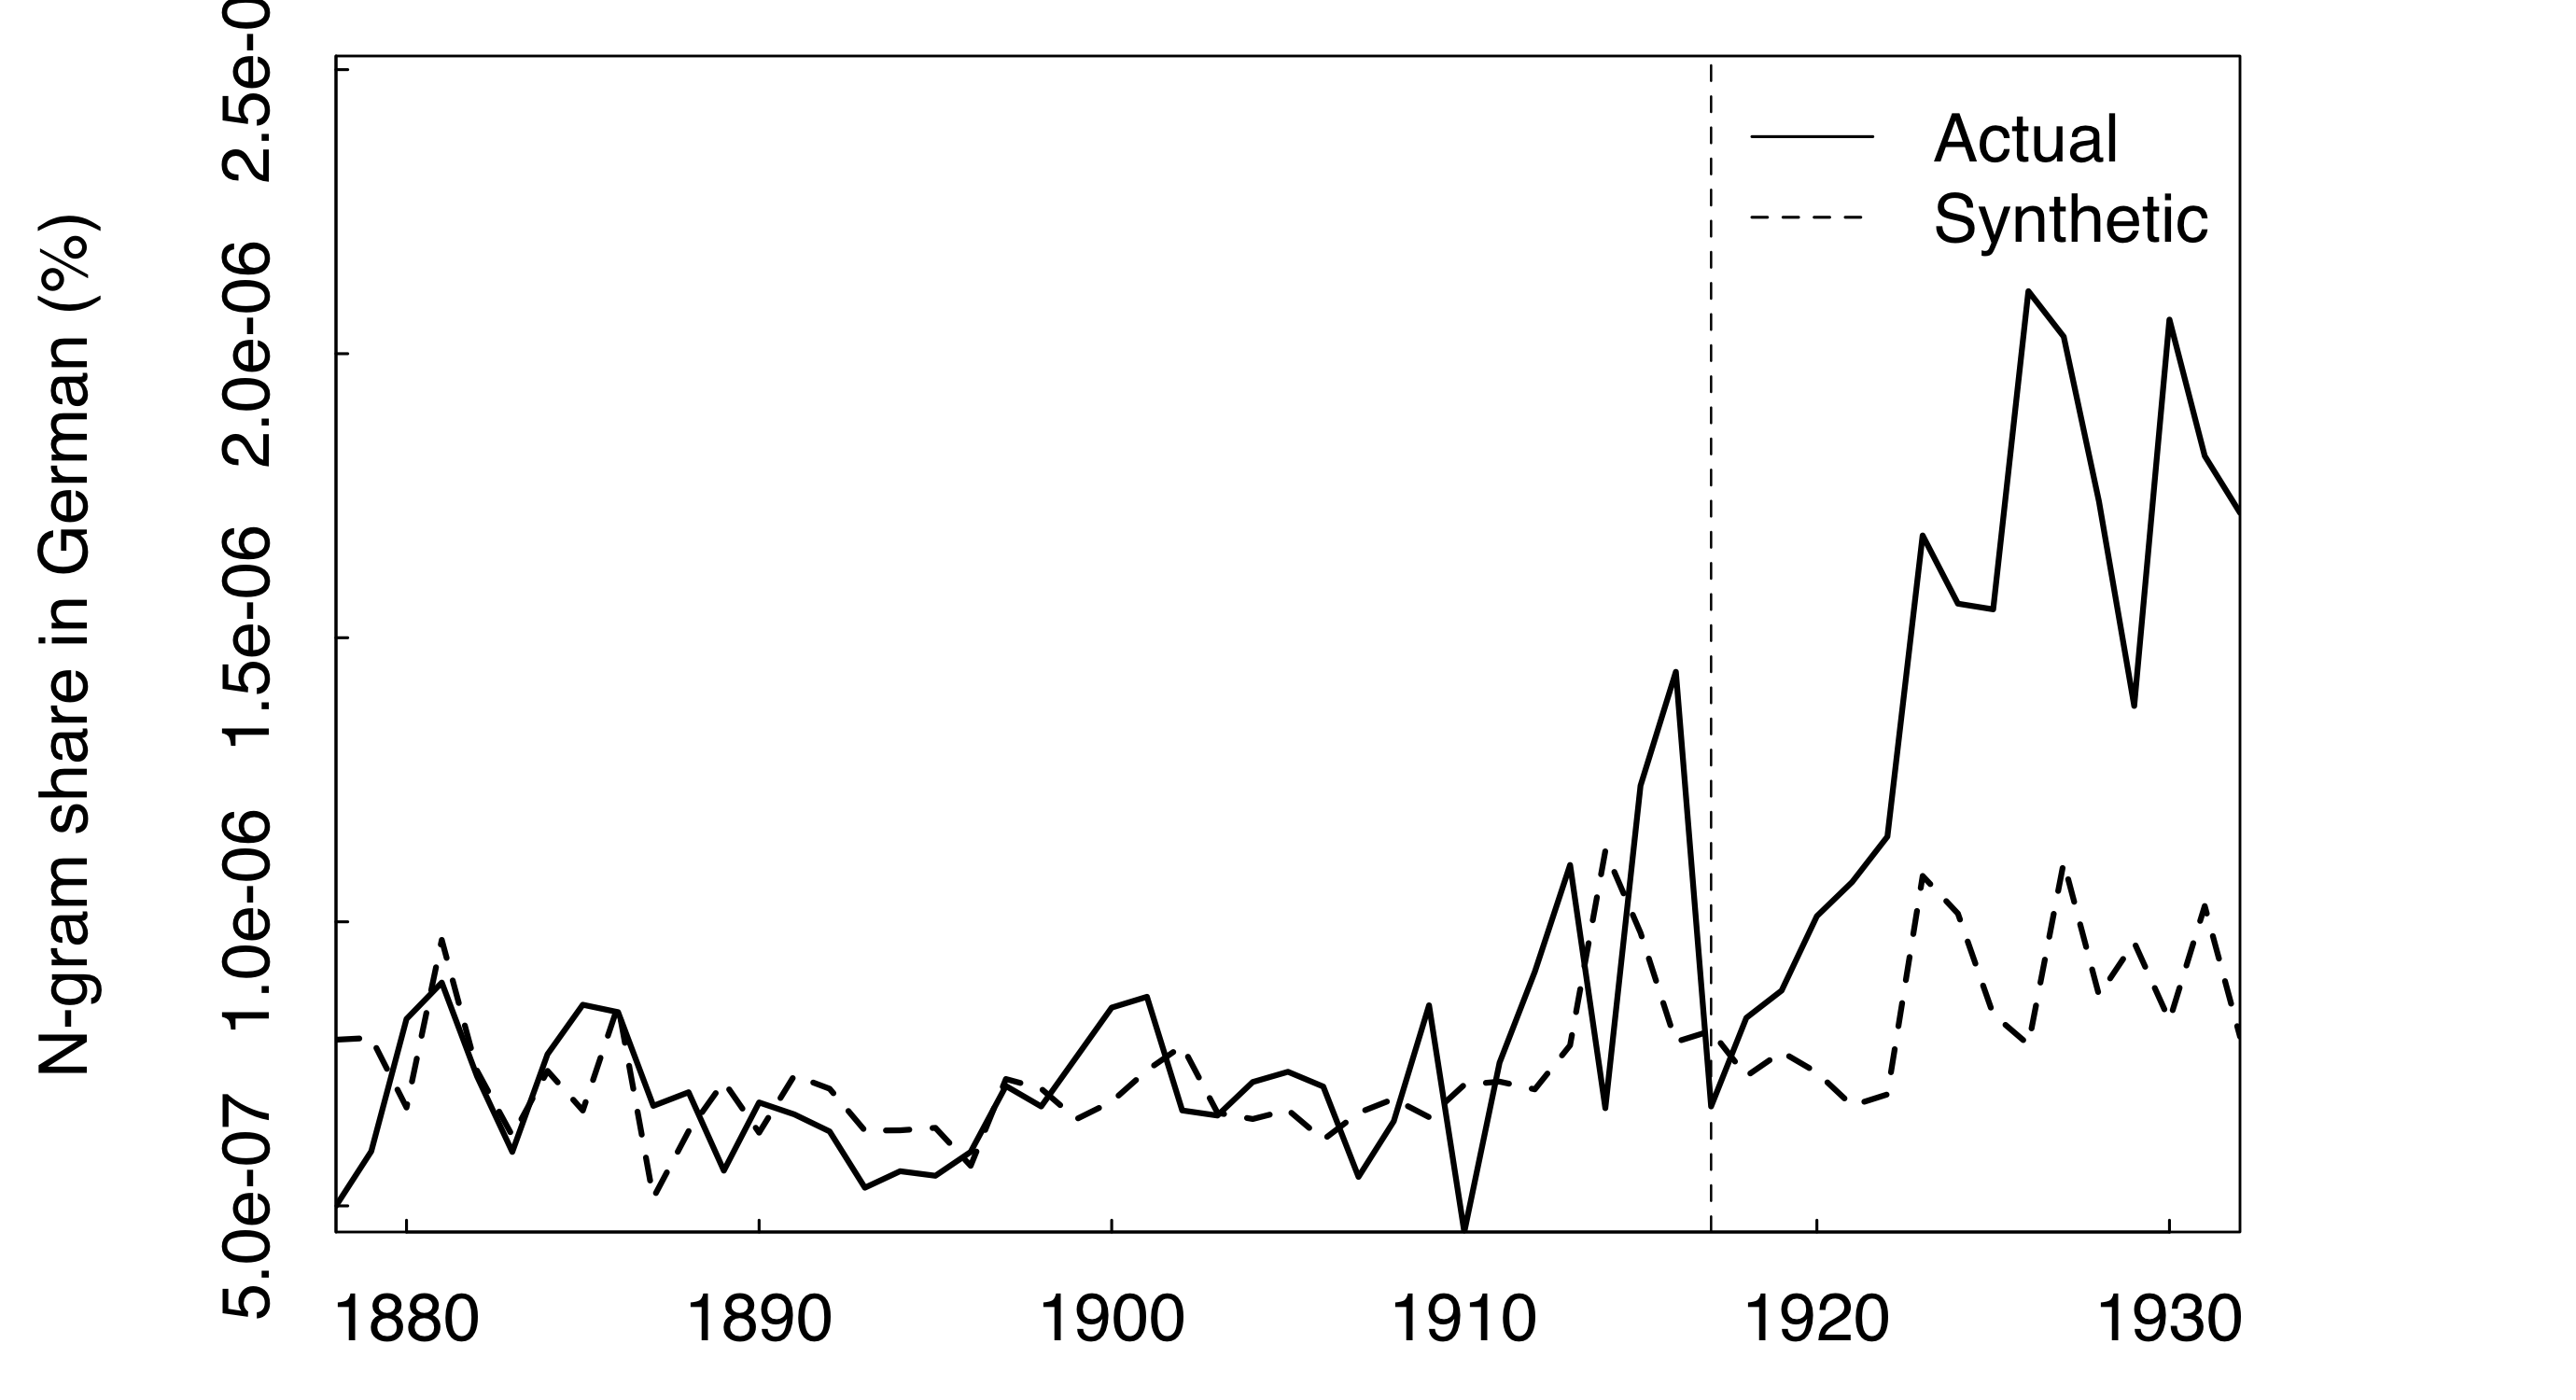 N-gram share in German (%)
2.5e-0
2.0e-06
1.5e-06
1.0e-06
5.0e-07
Actual
Synthetic
1880 1890 1900 1910 1920 1930